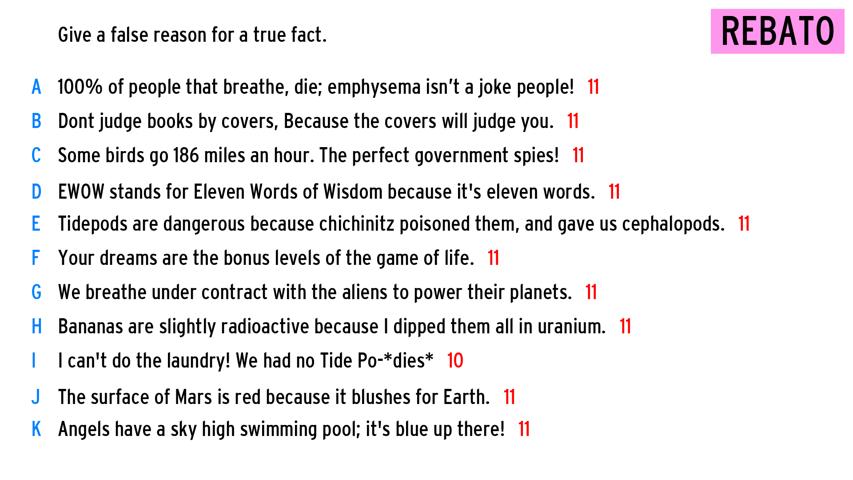 Give a false reason for a true fact.
REBATO
A 100% of people that breathe, die; emphysema isn't a joke people! 11
B Dont judge books by covers, Because the covers will judge you. 11
C Some birds go 186 miles an hour. The perfect government spies! 11
D EWOW stands for Eleven Words of Wisdom because it's eleven words. 11
E Tidepods are dangerous because chichinitz poisoned them, and gave us cephalopods. 11
F Your dreams are the bonus levels of the game of life. 11
G We breathe under contract with the aliens to power their planets. 11
H Bananas are slightly radioactive because I dipped them all in uranium. 11
I I can't do the laundry! We had no Tide Po-*dies* 10
J The surface of Mars is red because it blushes for Earth. 11
K Angels have a sky high swimming pool; it's blue up there! 11